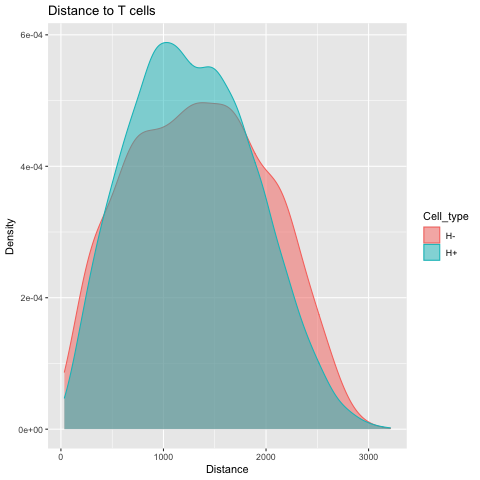 Distance to T cells
6e-04
4e-04
2e-04
0e+00
Density
0
1000
2000
3000
Distance
Cell_type
H-
H+